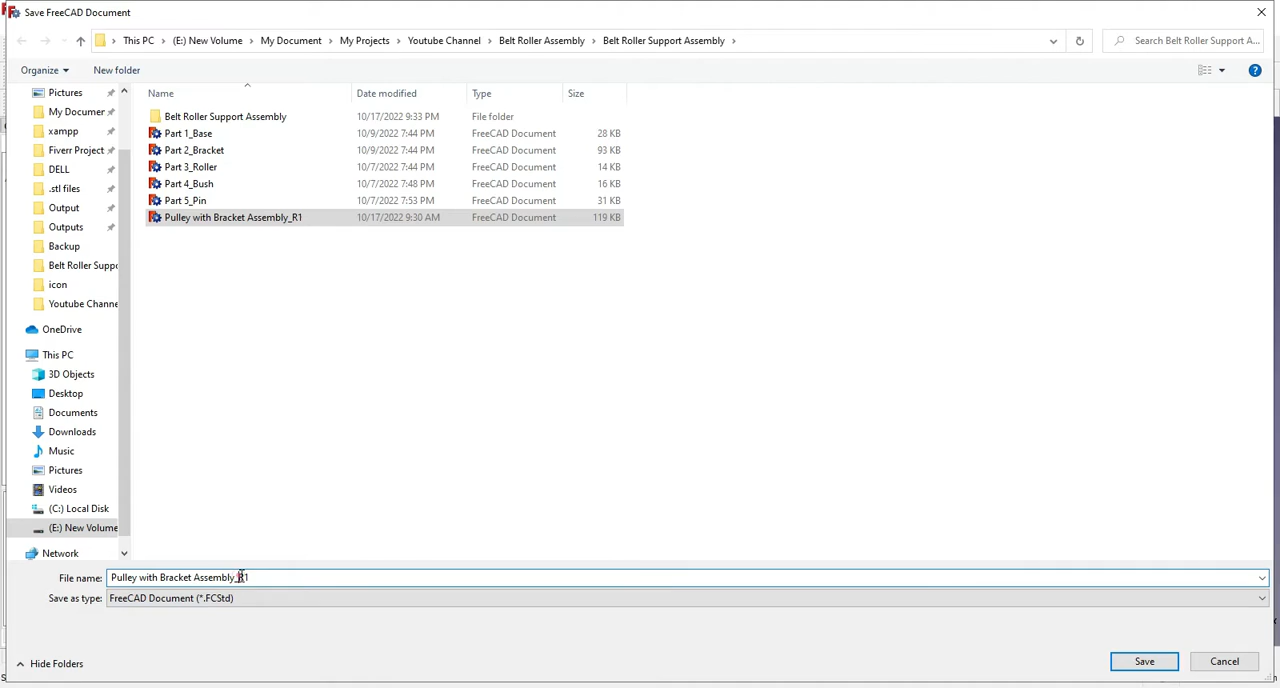 Save FreeCAD Document
This PC > (E:) New Volume > My Document > My Projects > Youtube Channel > Belt Roller Assembly > Belt Roller Support Assembly >
Search Belt Roller Support A...
Organize
New folder
Name
Date modified
Type
Size
Belt Roller Support Assembly 10/17/2022 9:33 PM File folder
Part 1_Base 10/9/2022 7:44 PM FreeCAD Document 28 KB
Part 2_Bracket 10/9/2022 7:44 PM FreeCAD Document 93 KB
Part 3_Roller 10/7/2022 7:44 PM FreeCAD Document 14 KB
Part 4_Bush 10/7/2022 7:48 PM FreeCAD Document 16 KB
Part 5_Pin 10/7/2022 7:53 PM FreeCAD Document 31 KB
Pulley with Bracket Assembly_R1 10/17/2022 9:30 AM FreeCAD Document 119 KB
Pictures
My Documer
xampp
Fiverr Project
DELL
.stl files
Output
Outputs
Backup
Belt Roller Suppo
icon
Youtube Channe
OneDrive
This PC
3D Objects
Desktop
Documents
Downloads
Music
Pictures
Videos
(C:) Local Disk
(E:) New Volume
Network
File name: Pulley with Bracket Assembly_R1
Save as type: FreeCAD Document (*.FCStd)
Hide Folders
Save
Cancel